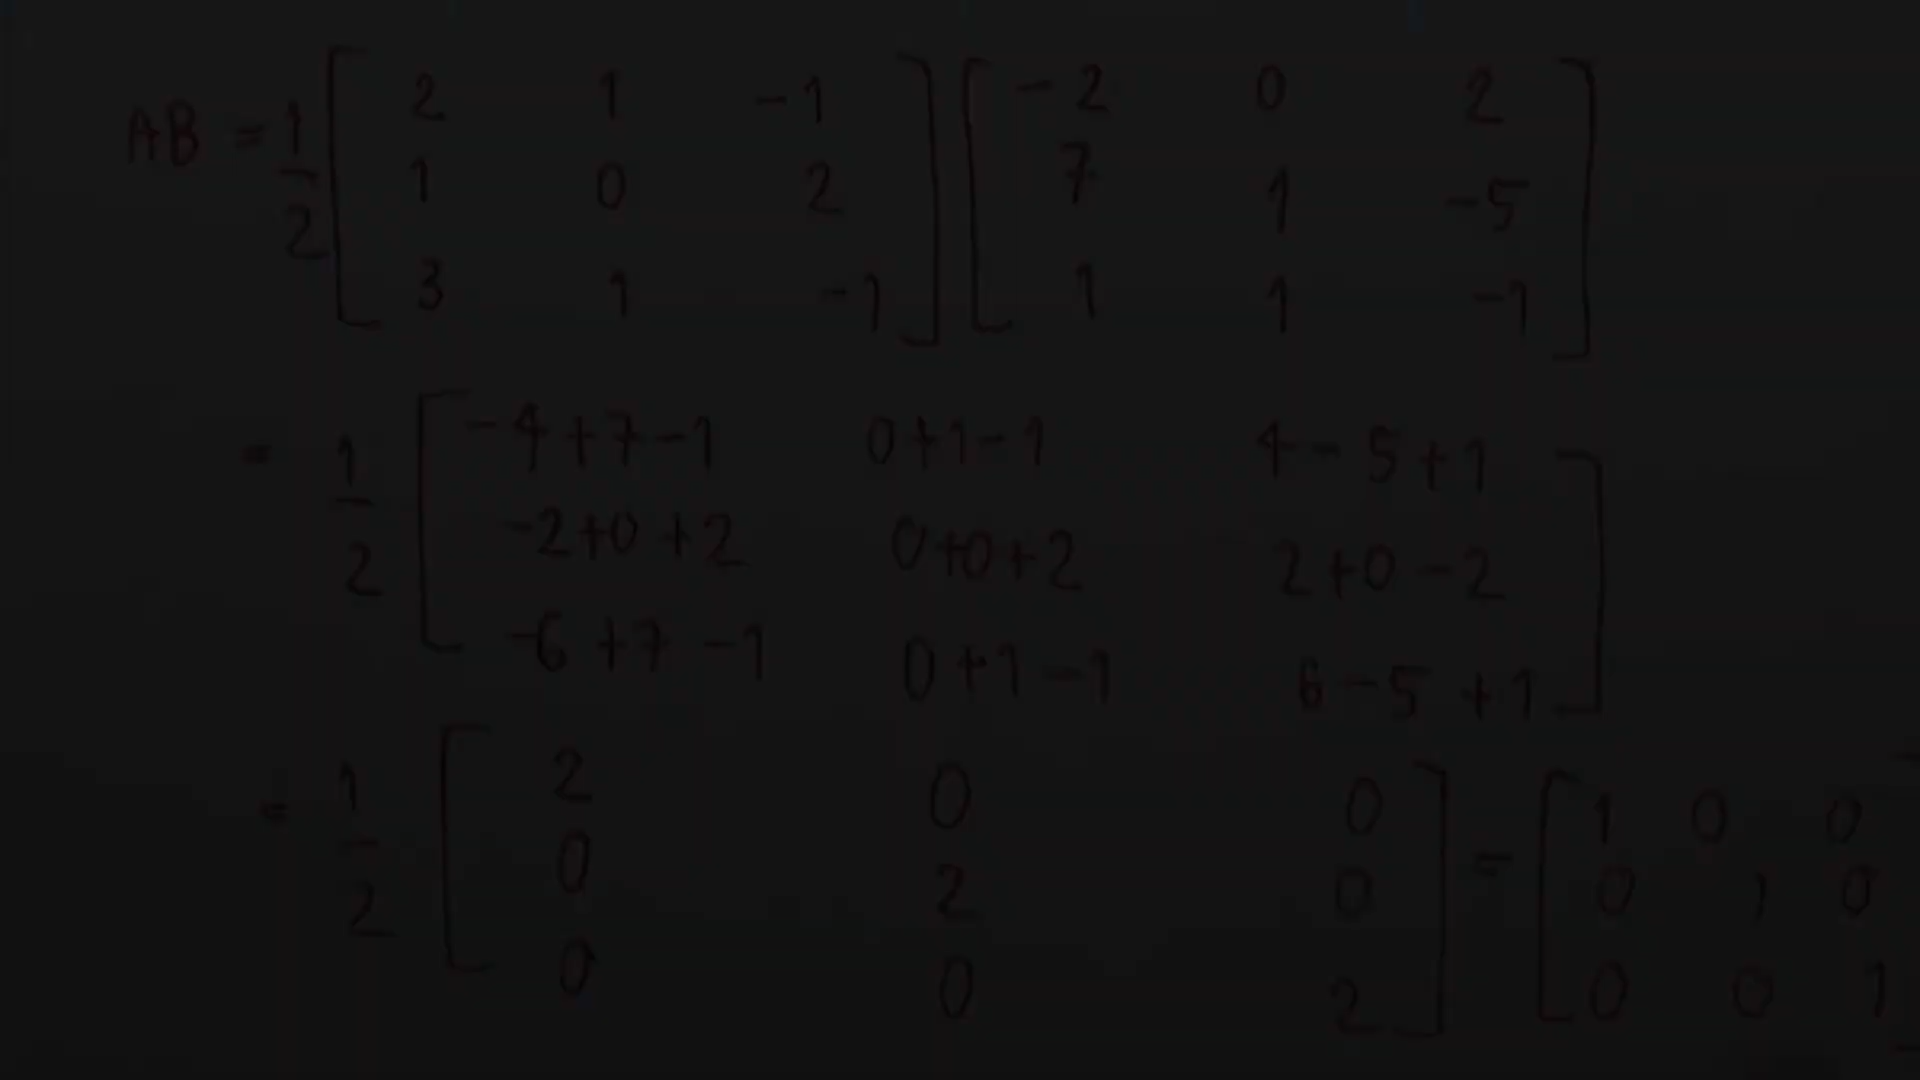 AB = 1/2 [ 2 1 -1 ] [ -2 0 2 ]
[ 1 0 2 ] [ 7 1 -5 ]
[ 3 1 -1 ] [ 1 1 -1 ]
= 1/2 [ -4+7-1 0+1-1 4-5+1 ]
[ -2+0+2 0+0+2 2+0-2 ]
[ -6+7-1 0+1-1 6-5+1 ]
= 1/2 [ 2 0 0 ] = [ 1 0 0 ]
[ 0 2 0 ] [ 0 1 0 ]
[ 0 0 2 ] [ 0 0 1 ]